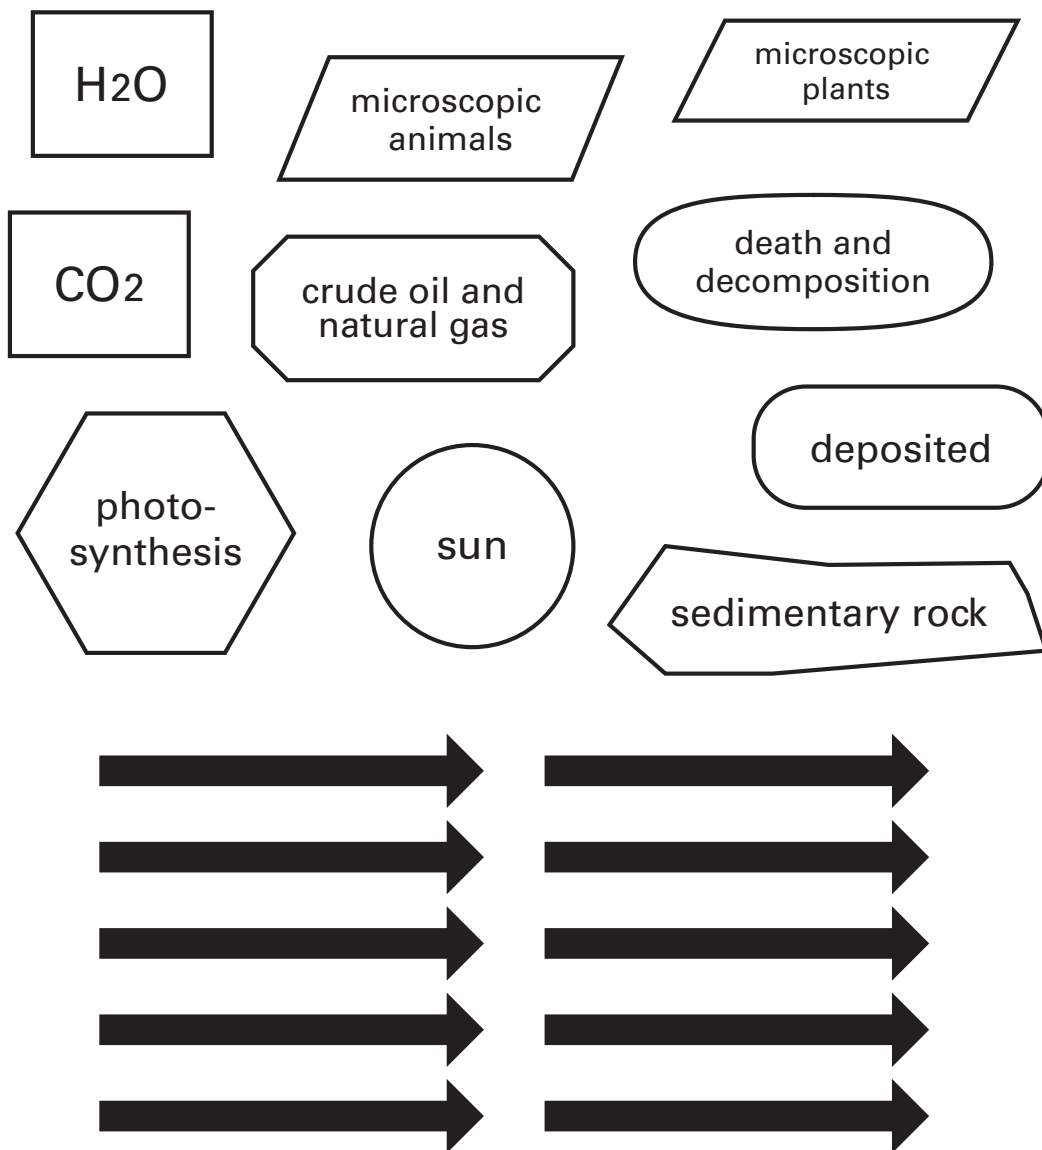 H2O
microscopic
animals
microscopic
plants
CO2
crude oil and
natural gas
death and
decomposition
photo-
synthesis
sun
deposited
sedimentary rock